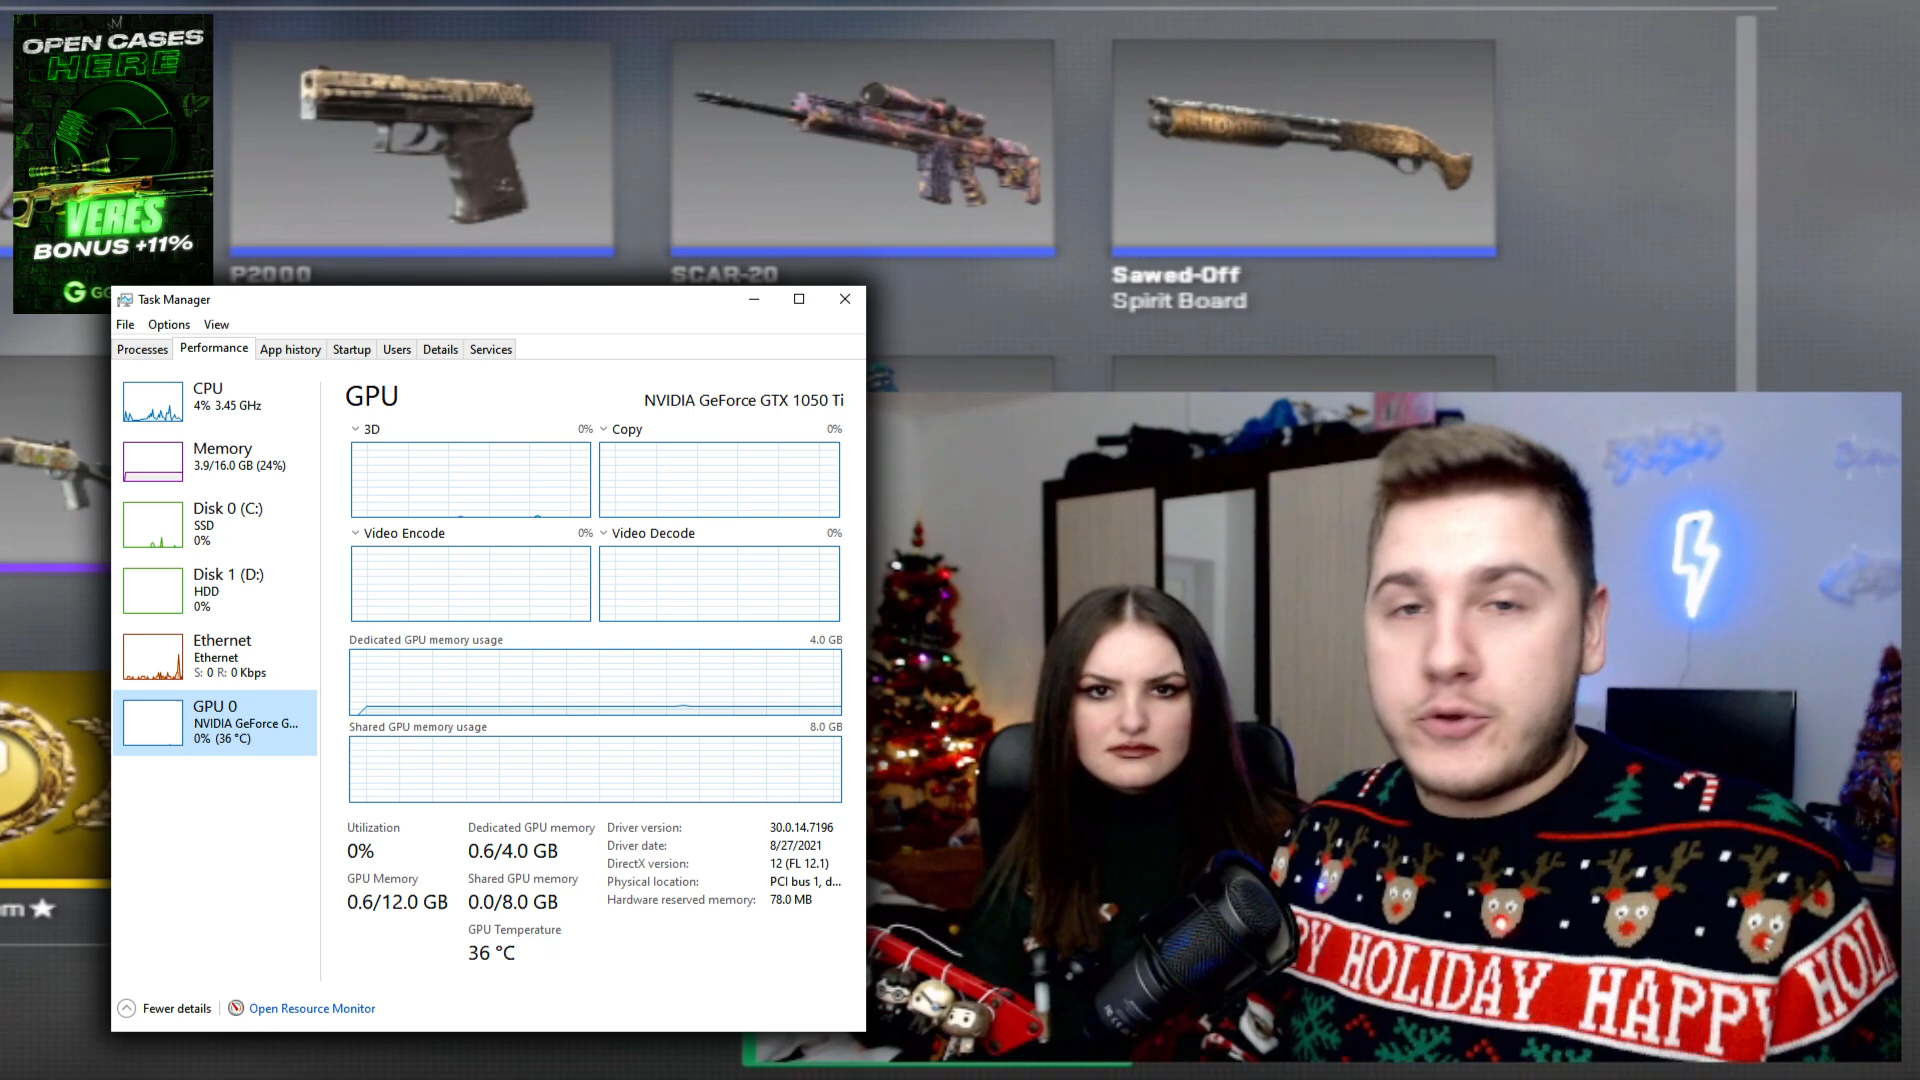 OPEN CASES
HERE
VERES
BONUS +11%
P2000
SCAR-20
Sawed-Off
Spirit Board
Task Manager
File Options View
Processes Performance App history Startup Users Details Services
CPU
4% 3.45 GHz
Memory
3.9/16.0 GB (24%)
Disk 0 (C:)
SSD
0%
Disk 1 (D:)
HDD
0%
Ethernet
Ethernet
S: 0 R: 0 Kbps
GPU 0
NVIDIA GeForce G...
0% (36 °C)
GPU NVIDIA GeForce GTX 1050 Ti
3D 0% Copy 0%
Video Encode 0% Video Decode 0%
Dedicated GPU memory usage 4.0 GB
Shared GPU memory usage 8.0 GB
Utilization
0%
Dedicated GPU memory
0.6/4.0 GB
GPU Memory
0.6/12.0 GB
Shared GPU memory
0.0/8.0 GB
GPU Temperature
36 °C
Driver version: 30.0.14.7196
Driver date: 8/27/2021
DirectX version: 12 (FL 12.1)
Physical location: PCI bus 1, d...
Hardware reserved memory: 78.0 MB
Fewer details Open Resource Monitor
PY HOLIDAY HAPPY HOLI